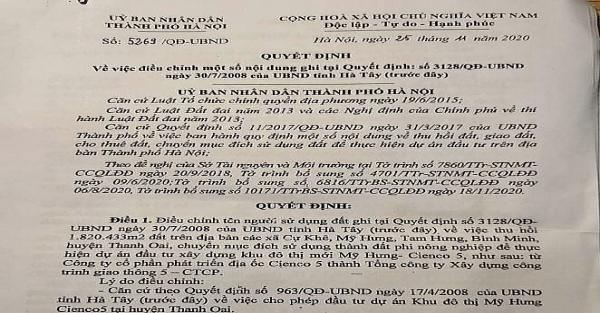 UỶ BAN NHÂN DÂN
THÀNH PHỐ HÀ NỘI
CỘNG HOÀ XÃ HỘI CHỦ NGHĨA VIỆT NAM
Độc lập - Tự do - Hạnh phúc
Số: 5269 /QĐ-UBND
Hà Nội, ngày 25 tháng 11 năm 2020
QUYẾT ĐỊNH
Về việc điều chỉnh một số nội dung ghi tại Quyết định: số 3128/QĐ-UBND
ngày 30/7/2008 của UBND tỉnh Hà Tây (trước đây)
UỶ BAN NHÂN DÂN THÀNH PHỐ HÀ NỘI
Căn cứ Luật Tổ chức chính quyền địa phương ngày 19/6/2015;
Căn cứ Luật Đất đai năm 2013 và các Nghị định của Chính phủ về thi
hành Luật Đất đai năm 2013;
Căn cứ Quyết định số 11/2017/QĐ-UBND ngày 31/3/2017 của UBND
Thành phố về việc ban hành quy định một số nội dung về thu hồi đất, giao đất,
cho thuê đất, chuyển mục đích sử dụng đất để thực hiện dự án đầu tư trên địa
bàn Thành phố Hà Nội;
Theo đề nghị của Sở Tài nguyên và Môi trường tại Tờ trình số 7860/TTr-STNMT-
CCQLĐĐ ngày 20/9/2018, Tờ trình bổ sung số 4701/TTr-STNMT-CCQLĐĐ
ngày 09/6/2020;Tờ trình bổ sung số 6816/TTrBS-STNMT-CCQLĐĐ ngày
06/8/2020, Tờ trình bổ sung số 10171/TTrBS-STNMT-CCQLĐĐ ngày 18/11/2020.
QUYẾT ĐỊNH:
Điều 1. Điều chỉnh tên người sử dụng đất ghi tại Quyết định số 3128/QĐ-
UBND ngày 30/7/2008 của UBND tỉnh Hà Tây (trước đây) về việc thu hồi
1.820.433m2 đất trên địa bàn các xã Cự Khê, Mỹ Hưng, Tam Hưng, Bình Minh,
huyện Thanh Oai, chuyển mục đích sử dụng thành đất phi nông nghiệp để thực
hiện dự án đầu tư xây dựng khu đô thị mới Mỹ Hưng- Cienco 5, như sau: từ
Công ty cổ phần phát triển địa ốc Cienco 5 thành Tổng công ty Xây dựng công
trình giao thông 5 – CTCP.
Lý do điều chỉnh:
- Căn cứ theo Quyết định số 963/QĐ-UBND ngày 17/4/2008 của UBND
tỉnh Hà Tây (trước đây) về việc cho phép đầu tư dự án Khu đô thị Mỹ Hưng
Cienco5 tại huyện Thanh Oai.